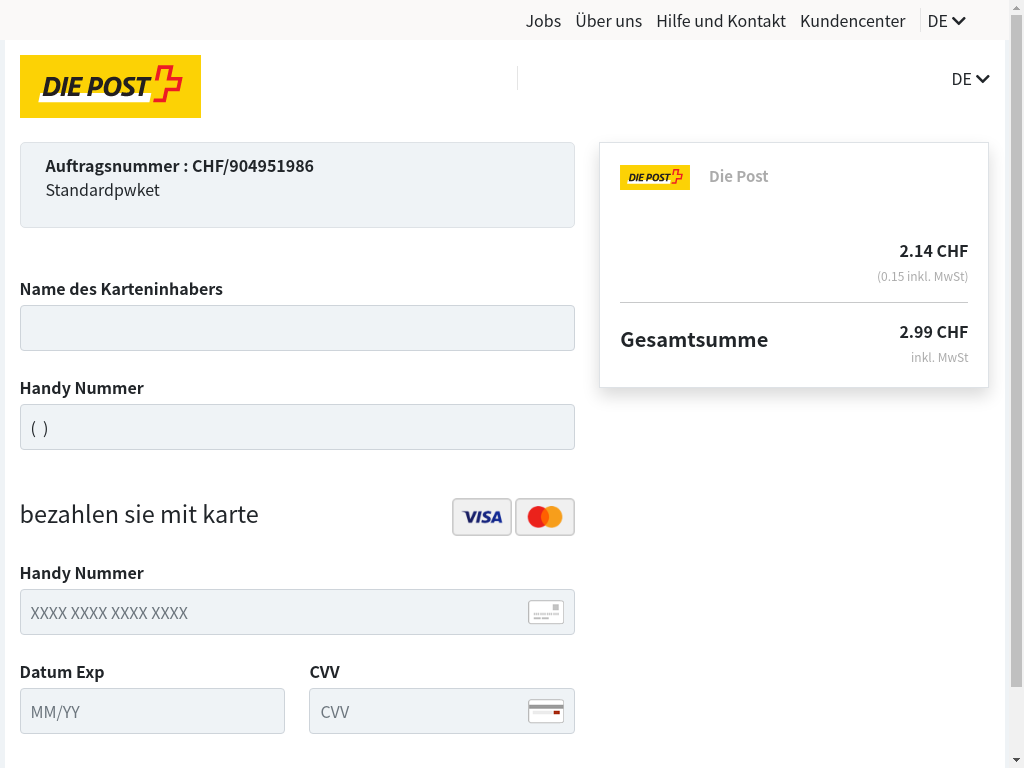 Jobs Über uns Hilfe und Kontakt Kundencenter DE
DIE POST
DE
Auftragsnummer : CHF/904951986
Standardpwket
DIE POST Die Post
2.14 CHF
(0.15 inkl. MwSt)
Gesamtsumme 2.99 CHF
inkl. MwSt
Name des Karteninhabers
Handy Nummer
( )
bezahlen sie mit karte VISA
Handy Nummer
XXXX XXXX XXXX XXXX
Datum Exp CVV
MM/YY CVV